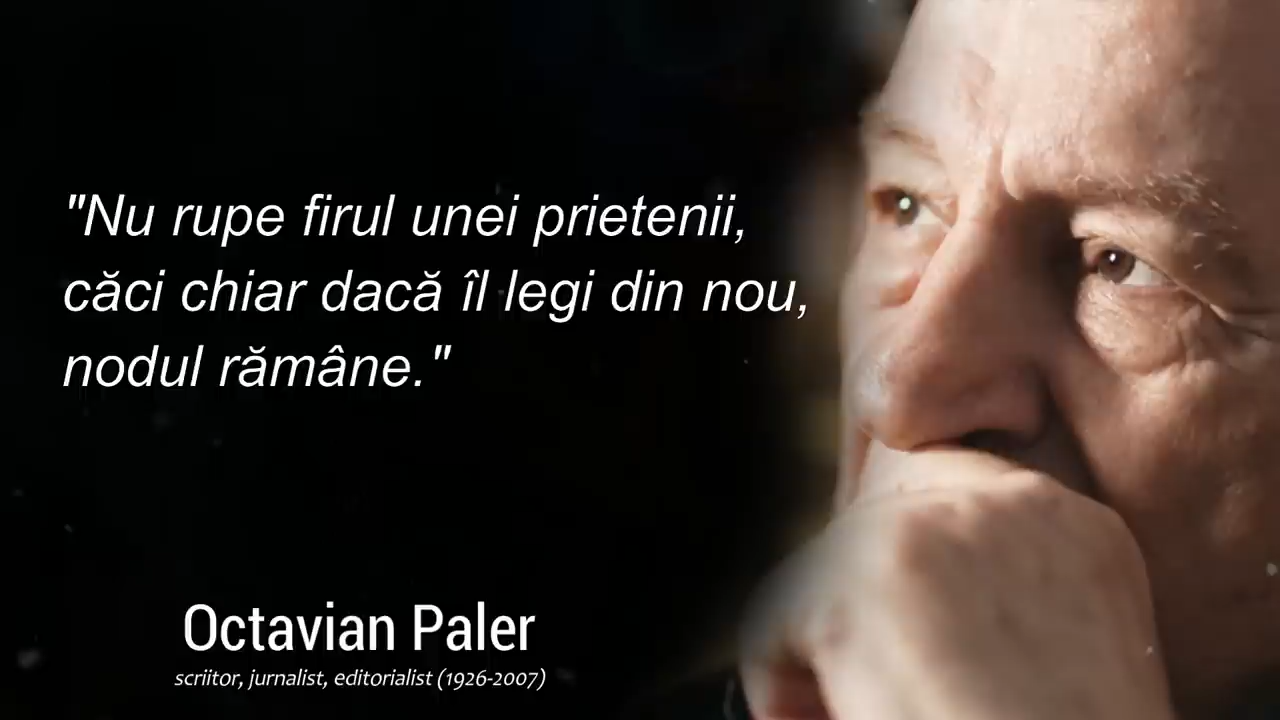 "Nu rupe firul unei prietenii,
căci chiar dacă îl legi din nou,
nodul rămâne."
Octavian Paler
scriitor, jurnalist, editorialist (1926-2007)